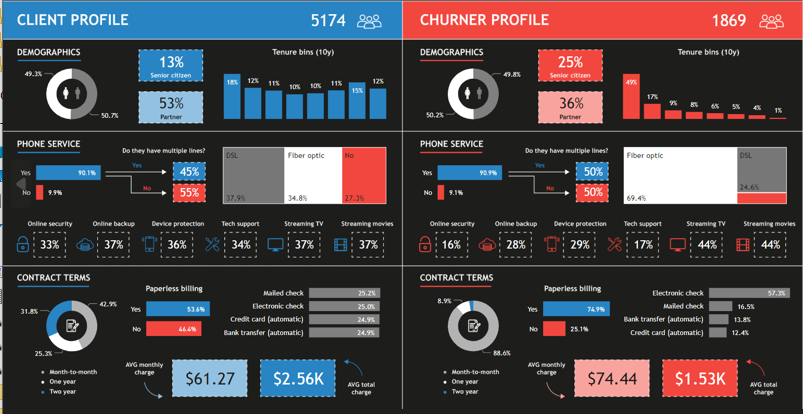 CLIENT PROFILE 5174
DEMOGRAPHICS
49.3%
50.7%
13%
Senior citizen
53%
Partner
Tenure bins (10y)
18% 12% 11% 10% 10% 11% 15% 12%
PHONE SERVICE
Do they have multiple lines?
Yes 90.1% Yes 45%
No 9.9% No 55%
DSL Fiber optic No
37.9% 34.8% 27.3%
Online security Online backup Device protection Tech support Streaming TV Streaming movies
33% 37% 36% 34% 37% 37%
CONTRACT TERMS
31.8%
42.9%
25.3%
Month-to-month
One year
Two year
Paperless billing
Yes 53.6%
No 46.4%
Mailed check 25.2%
Electronic check 25.0%
Credit card (automatic) 24.9%
Bank transfer (automatic) 24.9%
AVG monthly
charge
$61.27 $2.56K
AVG total
charge
CHURNER PROFILE 1869
DEMOGRAPHICS
49.8%
50.2%
25%
Senior citizen
36%
Partner
Tenure bins (10y)
49% 17% 9% 8% 6% 5% 4% 1%
PHONE SERVICE
Do they have multiple lines?
Yes 90.9% Yes 50%
No 9.1% No 50%
Fiber optic DSL
69.4% 24.6%
Online security Online backup Device protection Tech support Streaming TV Streaming movies
16% 28% 29% 17% 44% 44%
CONTRACT TERMS
8.9%
88.6%
Month-to-month
One year
Two year
Paperless billing
Yes 74.9%
No 25.1%
Electronic check 57.3%
Mailed check 16.5%
Bank transfer (automatic) 13.8%
Credit card (automatic) 12.4%
AVG monthly
charge
$74.44 $1.53K
AVG total
charge